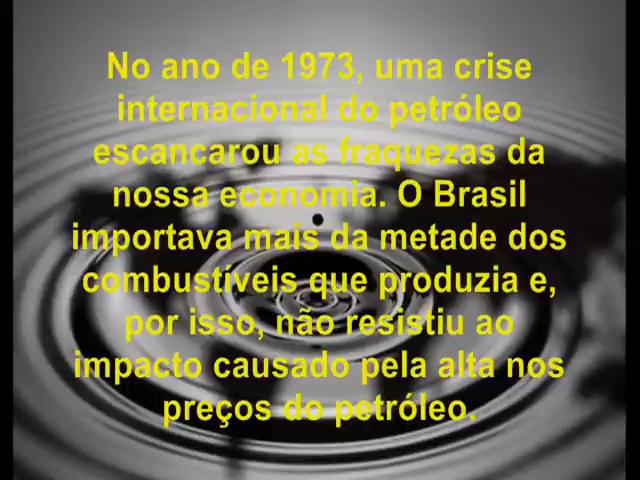 No ano de 1973, uma crise
internacional do petróleo
escancarou as fraquezas da
nossa economia. O Brasil
importava mais da metade dos
combustíveis que produzia e,
por isso, não resistiu ao
impacto causado pela alta nos
preços do petróleo.